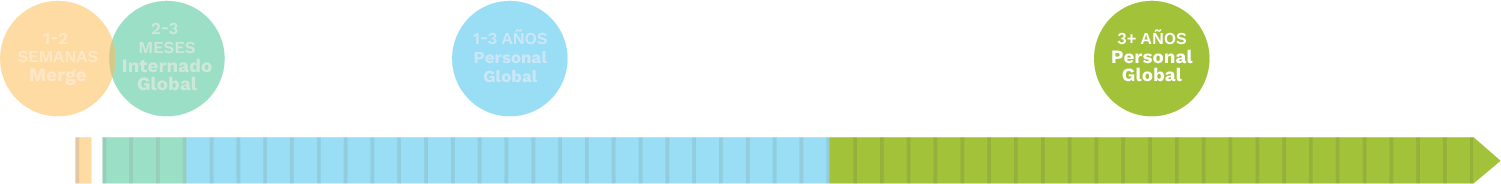 1-2
SEMANAS
Merge
2-3
MESES
Internado
Global
1-3 AÑOS
Personal
Global
3+ AÑOS
Personal
Global